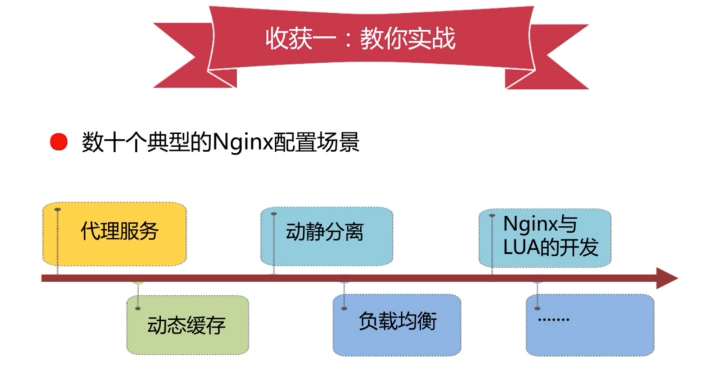 收获一：教你实战
数十个典型的Nginx配置场景
代理服务
动静分离
Nginx与
LUA的开发
动态缓存
负载均衡
·······